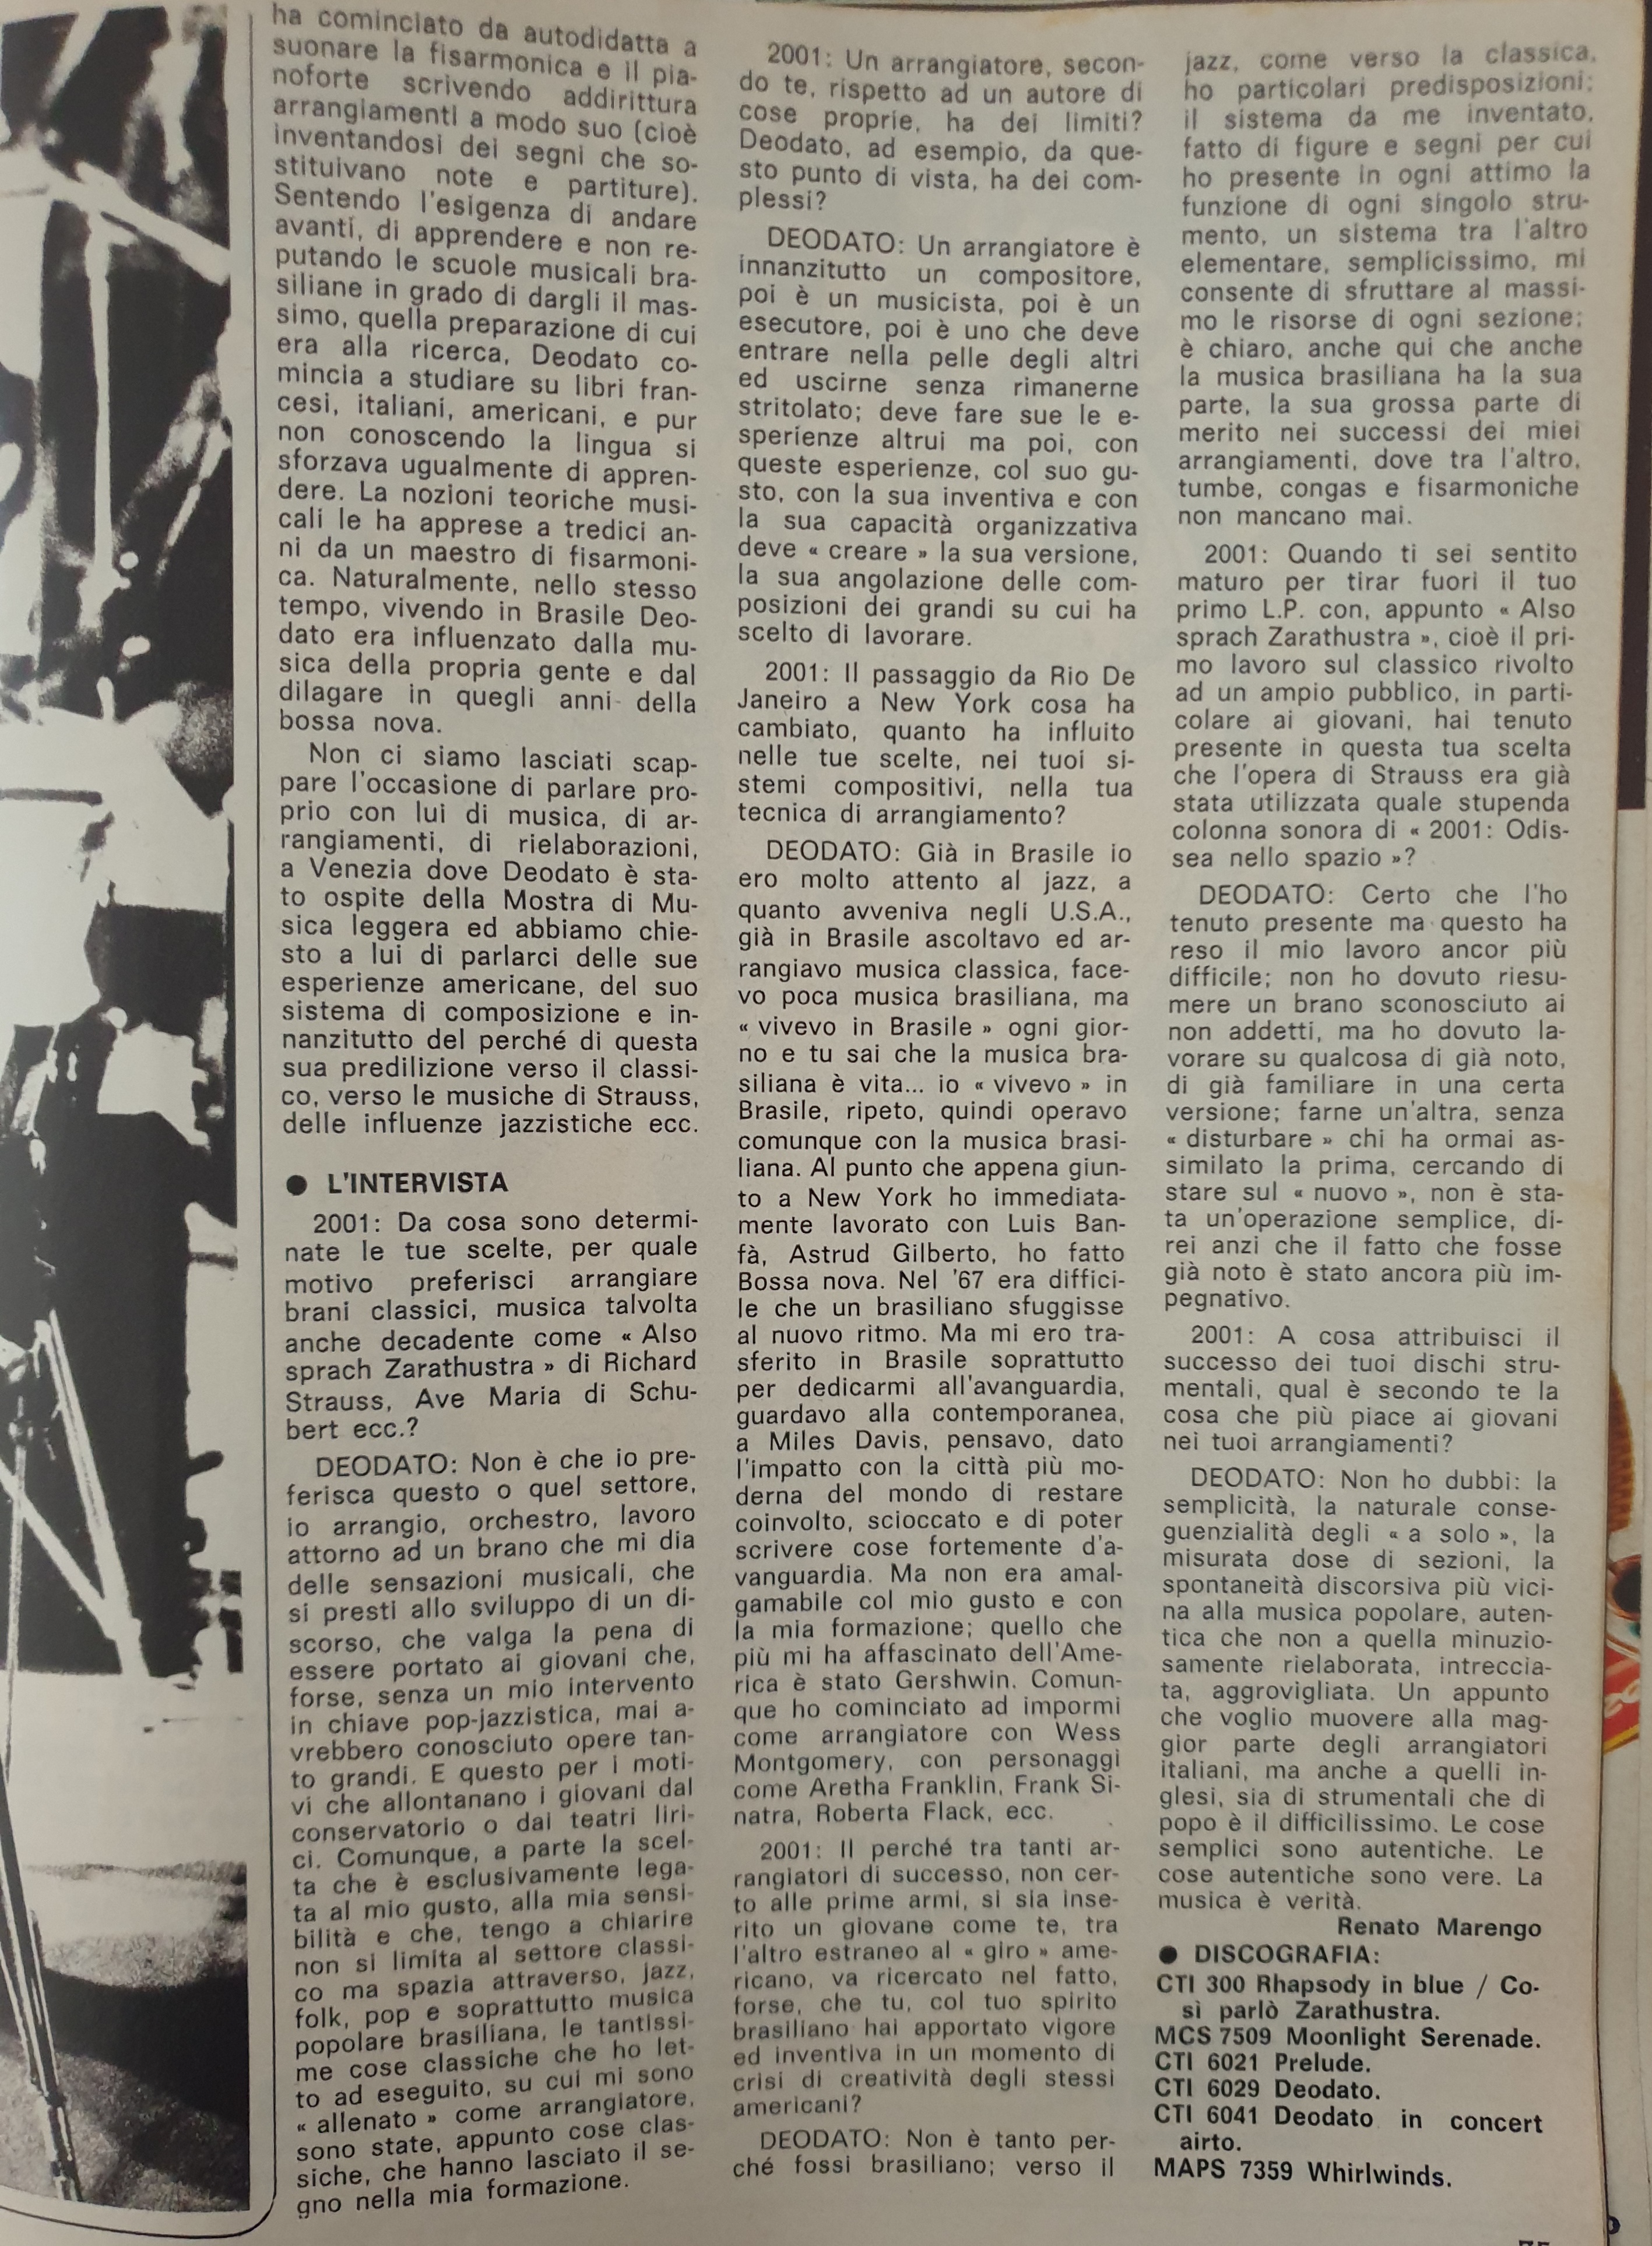 ha cominciato da autodidatta a
suonare la fisarmonica e il pia-
noforte scrivendo addirittura
arrangiamenti a modo suo (cioè
inventandosi dei segni che so-
stituivano note e partiture).
Sentendo l'esigenza di andare
avanti, di apprendere e non re-
putando le scuole musicali bra-
siliane in grado di dargli il mas-
simo, quella preparazione di cui
era alla ricerca, Deodato co-
mincia a studiare su libri fran-
cesi, italiani, americani, e pur
non conoscendo la lingua si
sforzava ugualmente di appren-
dere. La nozioni teoriche musi-
cali le ha apprese a tredici an-
ni da un maestro di fisarmoni-
ca. Naturalmente, nello stesso
tempo, vivendo in Brasile Deo-
dato era influenzato dalla mu-
sica della propria gente e dal
dilagare in quegli anni della
bossa nova.
Non ci siamo lasciati scap-
pare l'occasione di parlare pro-
prio con lui di musica, di ar-
rangiamenti, di rielaborazioni,
a Venezia dove Deodato è sta-
to ospite della Mostra di Mu-
sica leggera ed abbiamo chie-
sto a lui di parlarci delle sue
esperienze americane, del suo
sistema di composizione e in-
nanzitutto del perché di questa
sua predilizione verso il classi-
co, verso le musiche di Strauss,
delle influenze jazzistiche ecc.
● L'INTERVISTA
2001: Da cosa sono determi-
nate le tue scelte, per quale
motivo preferisci arrangiare
brani classici, musica talvolta
anche decadente come « Also
sprach Zarathustra » di Richard
Strauss, Ave Maria di Schu-
bert ecc.?
DEODATO: Non è che io pre-
ferisca questo o quel settore,
io arrangio, orchestro, lavoro
attorno ad un brano che mi dia
delle sensazioni musicali, che
si presti allo sviluppo di un di-
scorso, che valga la pena di
essere portato ai giovani che,
forse, senza un mio intervento
in chiave pop-jazzistica, mai a-
vrebbero conosciuto opere tan-
to grandi. E questo per i moti-
vi che allontanano i giovani dal
conservatorio o dai teatri liri-
ci. Comunque, a parte la scel-
ta che è esclusivamente lega-
ta al mio gusto, alla mia sensi-
bilità e che, tengo a chiarire
non si limita al settore classi-
co ma spazia attraverso, jazz,
folk, pop e soprattutto musica
popolare brasiliana, le tantissi-
me cose classiche che ho let-
to ad eseguito, su cui mi sono
« allenato » come arrangiatore,
sono state, appunto cose clas-
siche, che hanno lasciato il se-
gno nella mia formazione.
2001: Un arrangiatore, secon-
do te, rispetto ad un autore di
cose proprie, ha dei limiti?
Deodato, ad esempio, da que-
sto punto di vista, ha dei com-
plessi?
DEODATO: Un arrangiatore è
innanzitutto un compositore,
poi è un musicista, poi è un
esecutore, poi è uno che deve
entrare nella pelle degli altri
ed uscirne senza rimanerne
stritolato; deve fare sue le e-
sperienze altrui ma poi, con
queste esperienze, col suo gu-
sto, con la sua inventiva e con
la sua capacità organizzativa
deve « creare » la sua versione,
la sua angolazione delle com-
posizioni dei grandi su cui ha
scelto di lavorare.
2001: Il passaggio da Rio De
Janeiro a New York cosa ha
cambiato, quanto ha influito
nelle tue scelte, nei tuoi si-
stemi compositivi, nella tua
tecnica di arrangiamento?
DEODATO: Già in Brasile io
ero molto attento al jazz, a
quanto avveniva negli U.S.A.,
già in Brasile ascoltavo ed ar-
rangiavo musica classica, face-
vo poca musica brasiliana, ma
« vivevo in Brasile » ogni gior-
no e tu sai che la musica bra-
siliana è vita... io « vivevo » in
Brasile, ripeto, quindi operavo
comunque con la musica brasi-
liana. Al punto che appena giun-
to a New York ho immediata-
mente lavorato con Luis Ban-
fà, Astrud Gilberto, ho fatto
Bossa nova. Nel '67 era diffici-
le che un brasiliano sfuggisse
al nuovo ritmo. Ma mi ero tra-
sferito in Brasile soprattutto
per dedicarmi all'avanguardia,
guardavo alla contemporanea,
a Miles Davis, pensavo, dato
l'impatto con la città più mo-
derna del mondo di restare
coinvolto, scioccato e di poter
scrivere cose fortemente d'a-
vanguardia. Ma non era amal-
gamabile col mio gusto e con
la mia formazione; quello che
più mi ha affascinato dell'Ame-
rica è stato Gershwin. Comun-
que ho cominciato ad impormi
come arrangiatore con Wess
Montgomery, con personaggi
come Aretha Franklin, Frank Si-
natra, Roberta Flack, ecc.
2001: Il perché tra tanti ar-
rangiatori di successo, non cer-
to alle prime armi, si sia inse-
rito un giovane come te, tra
l'altro estraneo al « giro » ame-
ricano, va ricercato nel fatto,
forse, che tu, col tuo spirito
brasiliano hai apportato vigore
ed inventiva in un momento di
crisi di creatività degli stessi
americani?
DEODATO: Non è tanto per-
ché fossi brasiliano; verso il
jazz, come verso la classica,
ho particolari predisposizioni;
il sistema da me inventato,
fatto di figure e segni per cui
ho presente in ogni attimo la
funzione di ogni singolo stru-
mento, un sistema tra l'altro
elementare, semplicissimo, mi
consente di sfruttare al massi-
mo le risorse di ogni sezione;
è chiaro, anche qui che anche
la musica brasiliana ha la sua
parte, la sua grossa parte di
merito nei successi dei miei
arrangiamenti, dove tra l'altro,
tumbe, congas e fisarmoniche
non mancano mai.
2001: Quando ti sei sentito
maturo per tirar fuori il tuo
primo L.P. con, appunto « Also
sprach Zarathustra », cioè il pri-
mo lavoro sul classico rivolto
ad un ampio pubblico, in parti-
colare ai giovani, hai tenuto
presente in questa tua scelta
che l'opera di Strauss era già
stata utilizzata quale stupenda
colonna sonora di « 2001: Odis-
sea nello spazio »?
DEODATO: Certo che l'ho
tenuto presente ma questo ha
reso il mio lavoro ancor più
difficile; non ho dovuto riesu-
mere un brano sconosciuto ai
non addetti, ma ho dovuto la-
vorare su qualcosa di già noto,
di già familiare in una certa
versione; farne un'altra, senza
« disturbare » chi ha ormai as-
similato la prima, cercando di
stare sul « nuovo », non è sta-
ta un'operazione semplice, di-
rei anzi che il fatto che fosse
già noto è stato ancora più im-
pegnativo.
2001: A cosa attribuisci il
successo dei tuoi dischi stru-
mentali, qual è secondo te la
cosa che più piace ai giovani
nei tuoi arrangiamenti?
DEODATO: Non ho dubbi: la
semplicità, la naturale conse-
guenzialità degli « a solo », la
misurata dose di sezioni, la
spontaneità discorsiva più vici-
na alla musica popolare, auten-
tica che non a quella minuzio-
samente rielaborata, intreccia-
ta, aggrovigliata. Un appunto
che voglio muovere alla mag-
gior parte degli arrangiatori
italiani, ma anche a quelli in-
glesi, sia di strumentali che di
popo è il difficilissimo. Le cose
semplici sono autentiche. Le
cose autentiche sono vere. La
musica è verità.
Renato Marengo
● DISCOGRAFIA:
CTI 300 Rhapsody in blue / Co-
sì parlò Zarathustra.
MCS 7509 Moonlight Serenade.
CTI 6021 Prelude.
CTI 6029 Deodato.
CTI 6041 Deodato in concert
airto.
MAPS 7359 Whirlwinds.